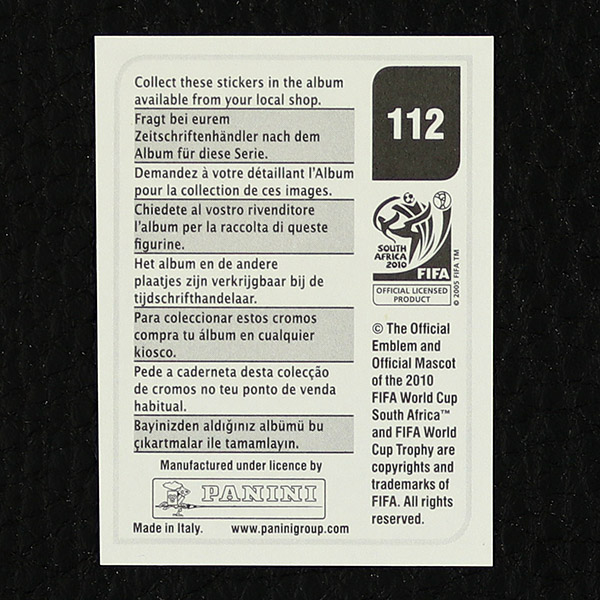 Collect these stickers in the album
available from your local shop.
Fragt bei eurem
Zeitschriftenhändler nach dem
Album für diese Serie.
Demandez à votre détaillant l'Album
pour la collection de ces images.
Chiedete al vostro rivenditore
l'album per la raccolta di queste
figurine.
Het album en de andere
plaatjes zijn verkrijgbaar bij de
tijdschrifthandelaar.
Para coleccionar estos cromos
compra tu álbum en cualquier
kiosco.
Pede a caderneta desta colecção
de cromos no teu ponto de venda
habitual.
Bayinizden aldığınız albümü bu
çıkartmalar ile tamamlayın.
Manufactured under licence by
PANINI
Made in Italy. www.paninigroup.com
112
SOUTH
AFRICA
2010
FIFA
OFFICIAL LICENSED
PRODUCT
© 2005 FIFA TM
© The Official
Emblem and
Official Mascot
of the 2010
FIFA World Cup
South Africa™
and FIFA World
Cup Trophy are
copyrights and
trademarks of
FIFA. All rights
reserved.